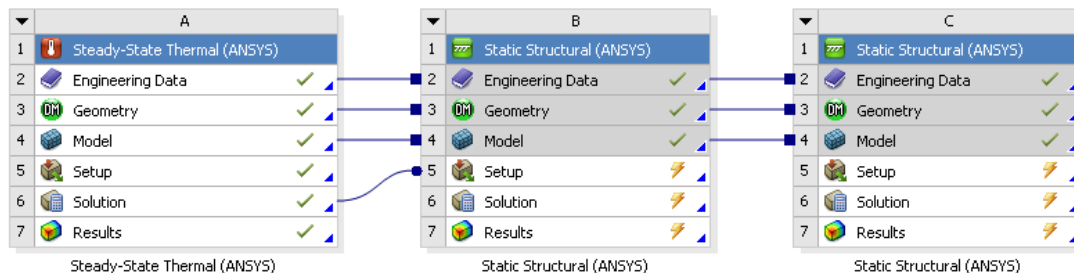 A
1 Steady-State Thermal (ANSYS)
2 Engineering Data
3 DM Geometry
4 Model
5 Setup
6 Solution
7 Results
Steady-State Thermal (ANSYS)
B
1 Static Structural (ANSYS)
2 Engineering Data
3 DM Geometry
4 Model
5 Setup
6 Solution
7 Results
Static Structural (ANSYS)
C
1 Static Structural (ANSYS)
2 Engineering Data
3 DM Geometry
4 Model
5 Setup
6 Solution
7 Results
Static Structural (ANSYS)